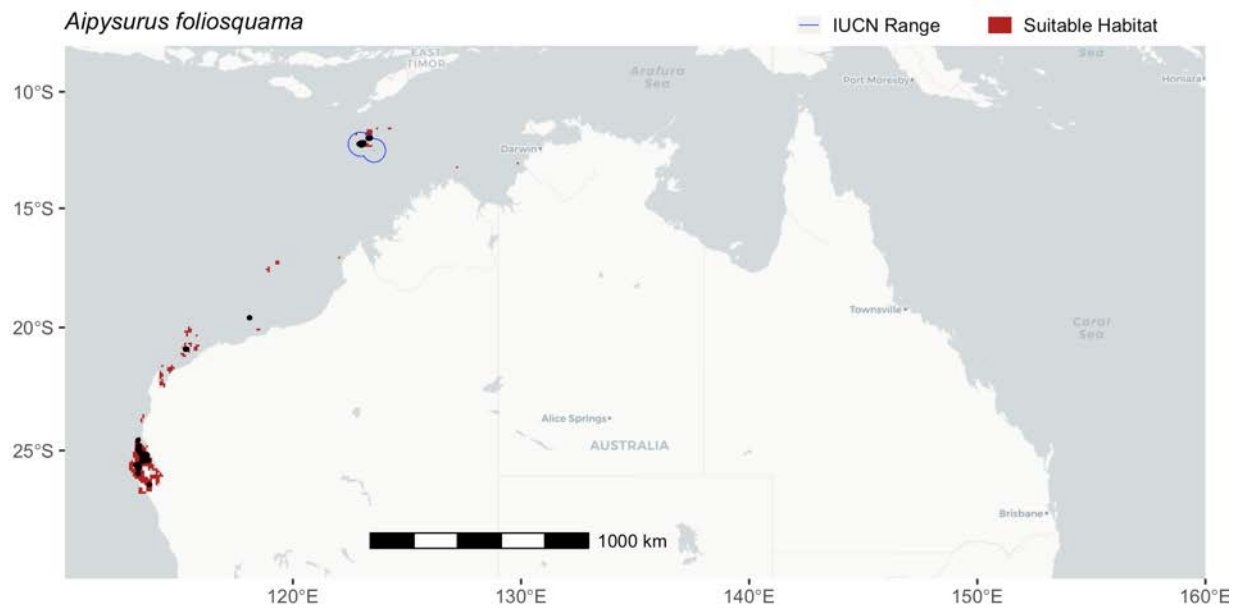 Aipysurus foliosquama
IUCN Range
Suitable Habitat
EAST
TIMOR
Arafura
Sea
Port Moresby
Sea
Honiara
10°S
Darwin
15°S
Townsville
20°S
Coral
Sea
Alice Springs
AUSTRALIA
25°S
Brisbane
1000 km
120°E
130°E
140°E
150°E
160°E